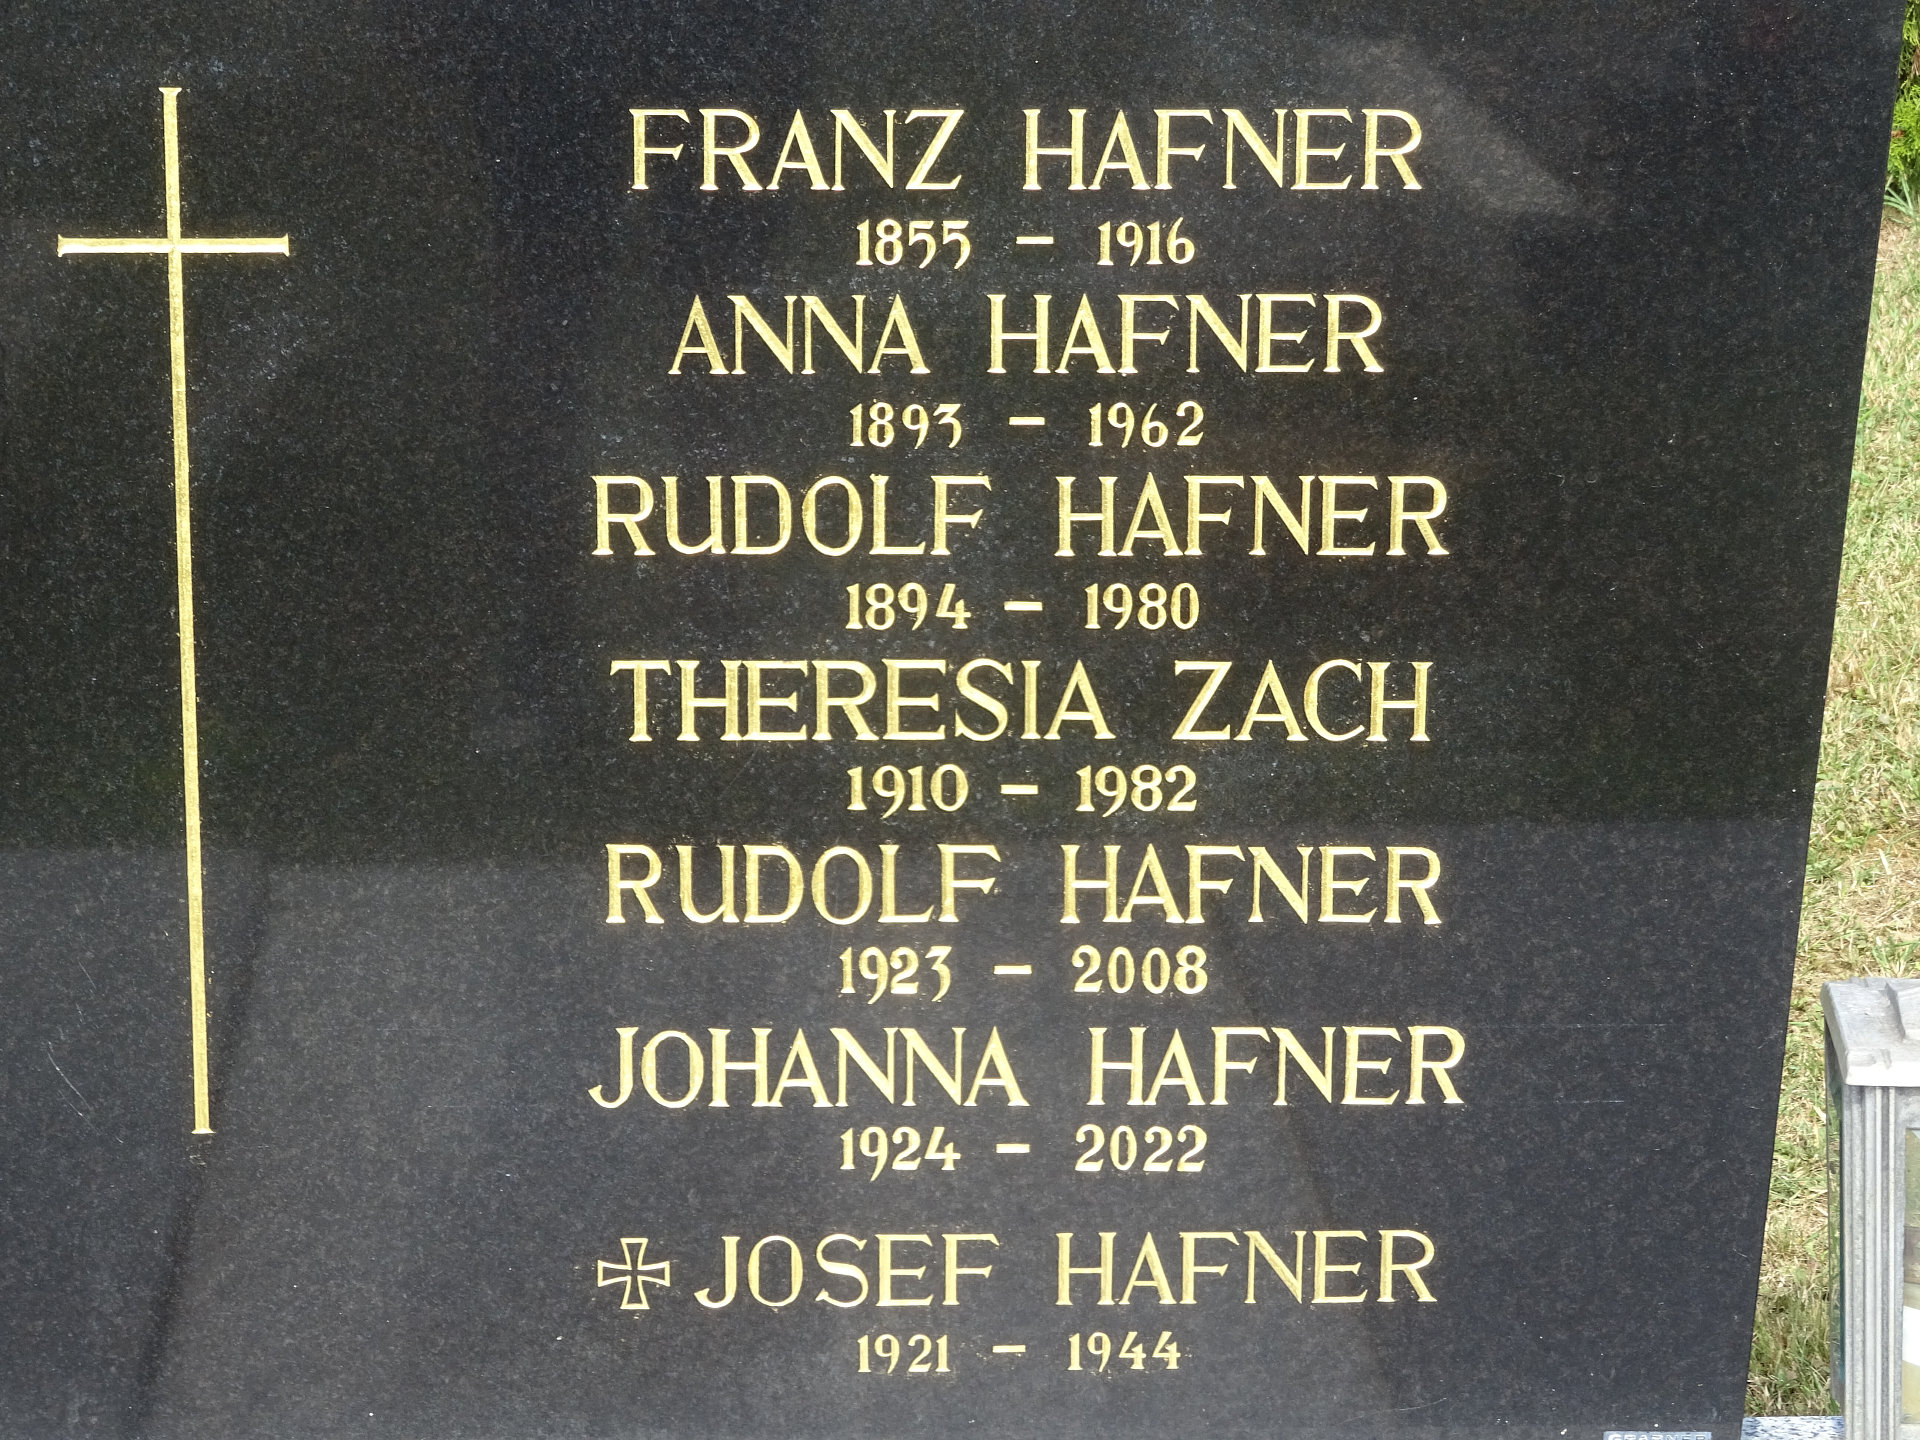 FRANZ HAFNER
1855 – 1916
ANNA HAFNER
1893 – 1962
RUDOLF HAFNER
1894 – 1980
THERESIA ZACH
1910 – 1982
RUDOLF HAFNER
1923 – 2008
JOHANNA HAFNER
1924 – 2022
JOSEF HAFNER
1921 – 1944